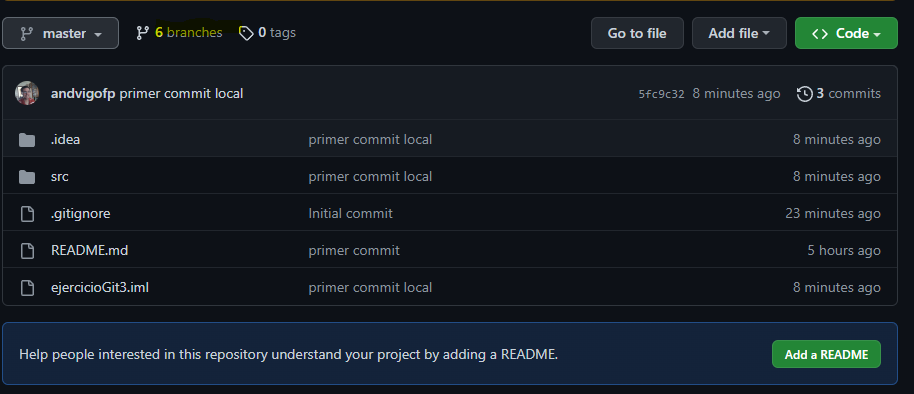 master 6 branches 0 tags Go to file Add file Code
andvigofp primer commit local 5fc9c32 8 minutes ago 3 commits
.idea primer commit local 8 minutes ago
src primer commit local 8 minutes ago
.gitignore Initial commit 23 minutes ago
README.md primer commit 5 hours ago
ejercicioGit3.iml primer commit local 8 minutes ago
Help people interested in this repository understand your project by adding a README. Add a README